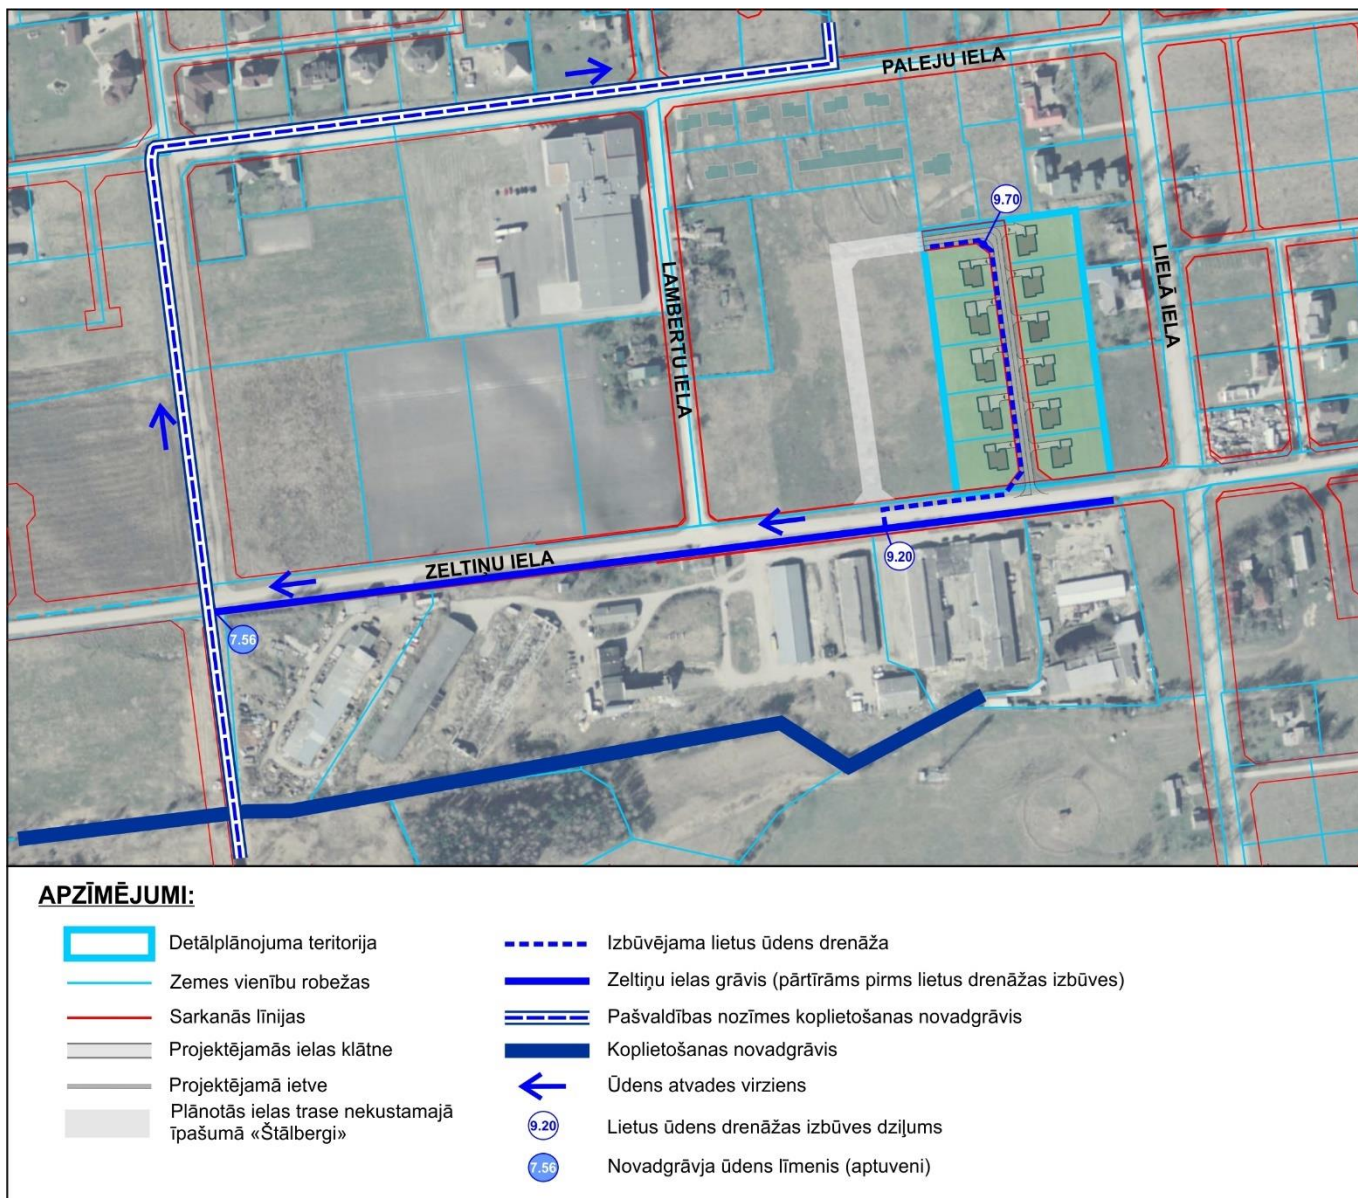 PALEJU IELA
9.70
LIELĀ IELA
LAMBERTU IELA
9.20
ZELTIŅU IELA
7.56
APZĪMĒJUMI:
Detālplānojuma teritorija
Zemes vienību robežas
Sarkanās līnijas
Projektējamās ielas klātne
Projektējamā ietve
Plānotās ielas trase nekustamajā
īpašumā «Štālbergi»
Izbūvējama lietus ūdens drenāža
Zeltiņu ielas grāvis (pārtīrāms pirms lietus drenāžas izbūves)
Pašvaldības nozīmes koplietošanas novadgrāvis
Koplietošanas novadgrāvis
Ūdens atvades virziens
9.20 Lietus ūdens drenāžas izbūves dziļums
7.56 Novadgrāvja ūdens līmenis (aptuveni)